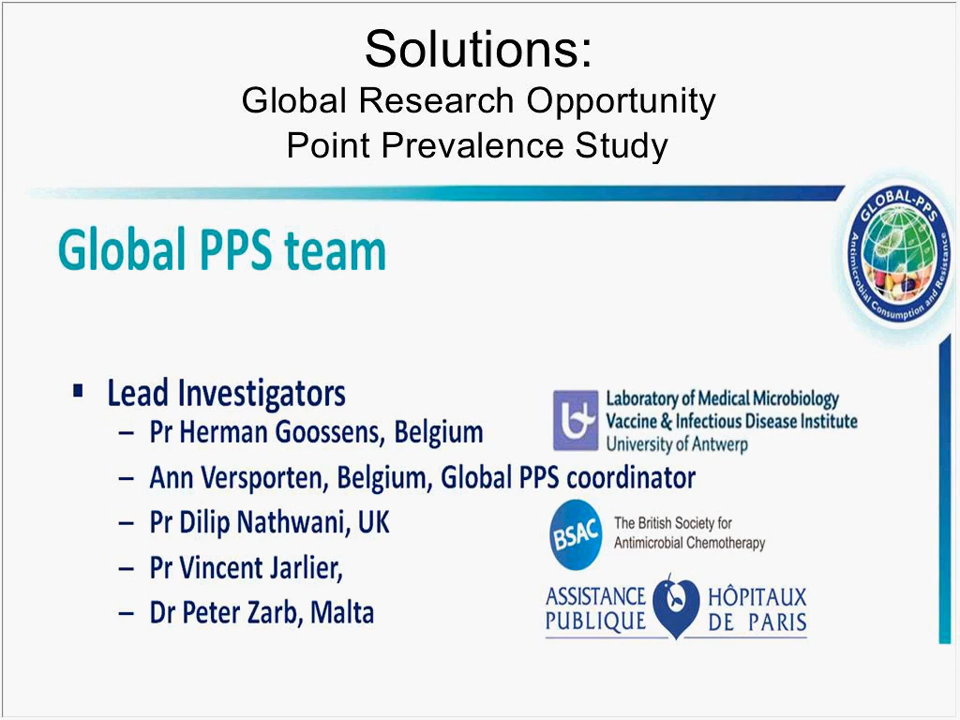 Solutions:
Global Research Opportunity
Point Prevalence Study
GLOBAL-PPS
Antimicrobial Consumption and Resistance
Global PPS team
▪ Lead Investigators
– Pr Herman Goossens, Belgium
– Ann Versporten, Belgium, Global PPS coordinator
– Pr Dilip Nathwani, UK
– Pr Vincent Jarlier,
– Dr Peter Zarb, Malta
Laboratory of Medical Microbiology
Vaccine & Infectious Disease Institute
University of Antwerp
BSAC
The British Society for
Antimicrobial Chemotherapy
ASSISTANCE HÔPITAUX
PUBLIQUE DE PARIS